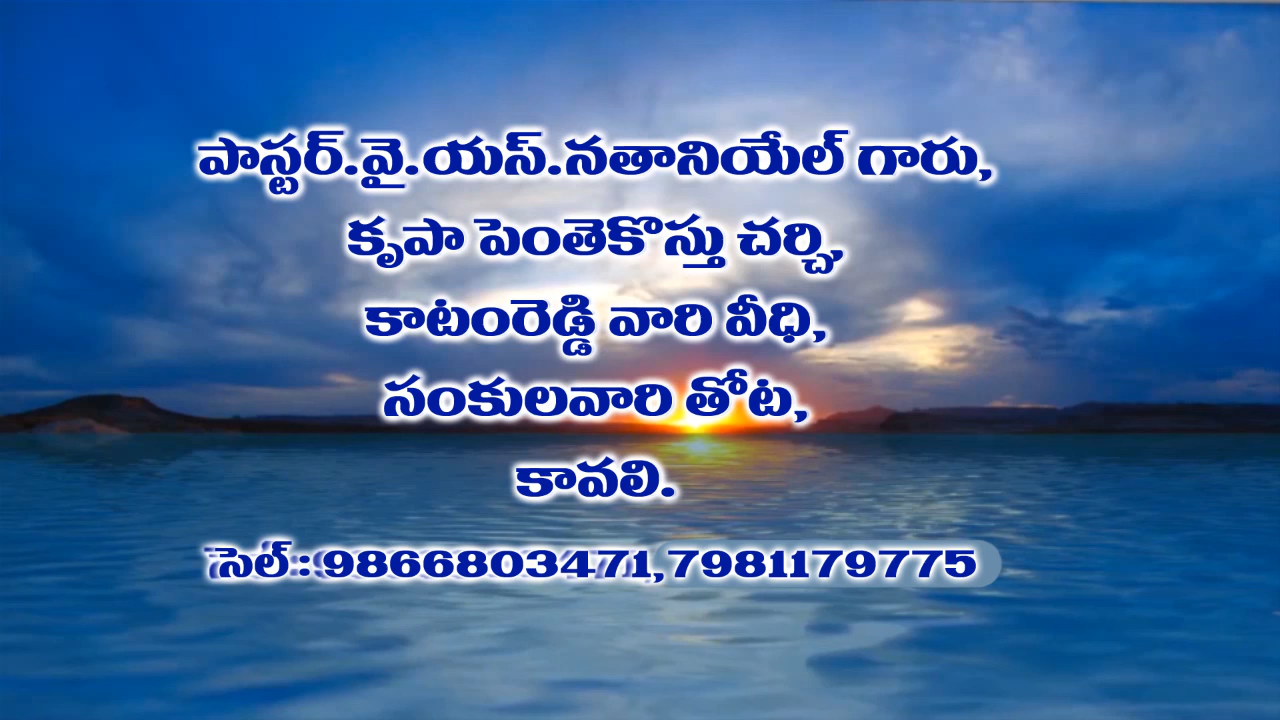 పాస్టర్.వై.యస్.నతానియేల్ గారు,
కృపా పెంతెకొస్తు చర్చి,
కాటంరెడ్డి వారి వీధి,
సంకులవారి తోట,
కావలి.
సెల్ : 9866803471,7981179775